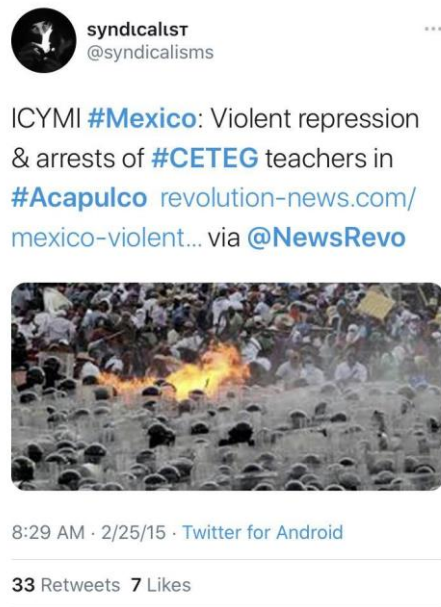 syndιcalιѕт
@syndicalisms
ICYMI #Mexico: Violent repression
& arrests of #CETEG teachers in
#Acapulco revolution-news.com/
mexico-violent... via @NewsRevo
8:29 AM · 2/25/15 · Twitter for Android
33 Retweets 7 Likes